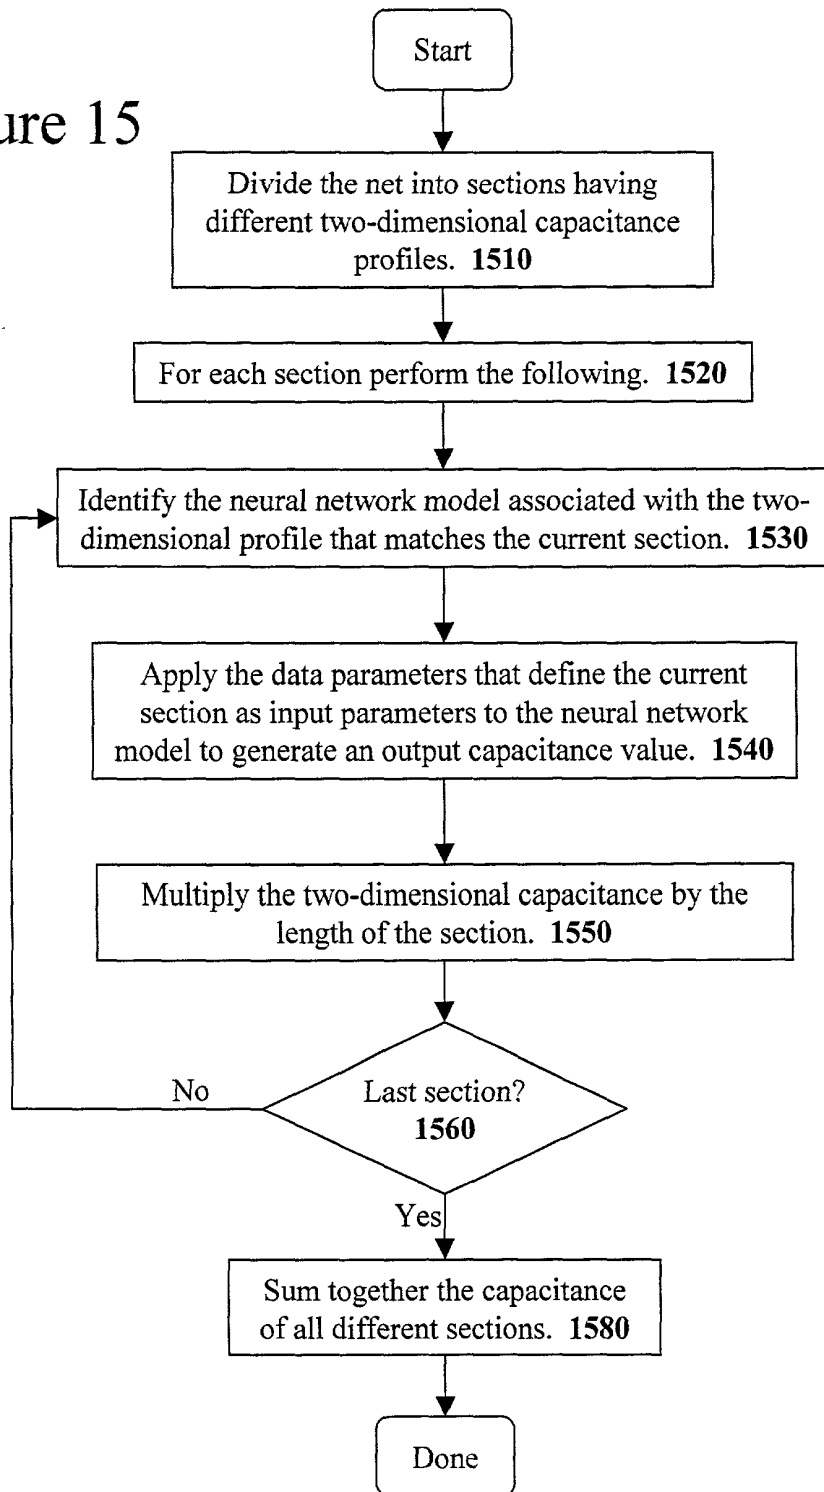 Start
ure 15
Divide the net into sections having
different two-dimensional capacitance
profiles. 1510
For each section perform the following. 1520
Identify the neural network model associated with the two-
dimensional profile that matches the current section. 1530
Apply the data parameters that define the current
section as input parameters to the neural network
model to generate an output capacitance value. 1540
Multiply the two-dimensional capacitance by the
length of the section. 1550
No
Last section?
1560
Yes
Sum together the capacitance
of all different sections. 1580
Done